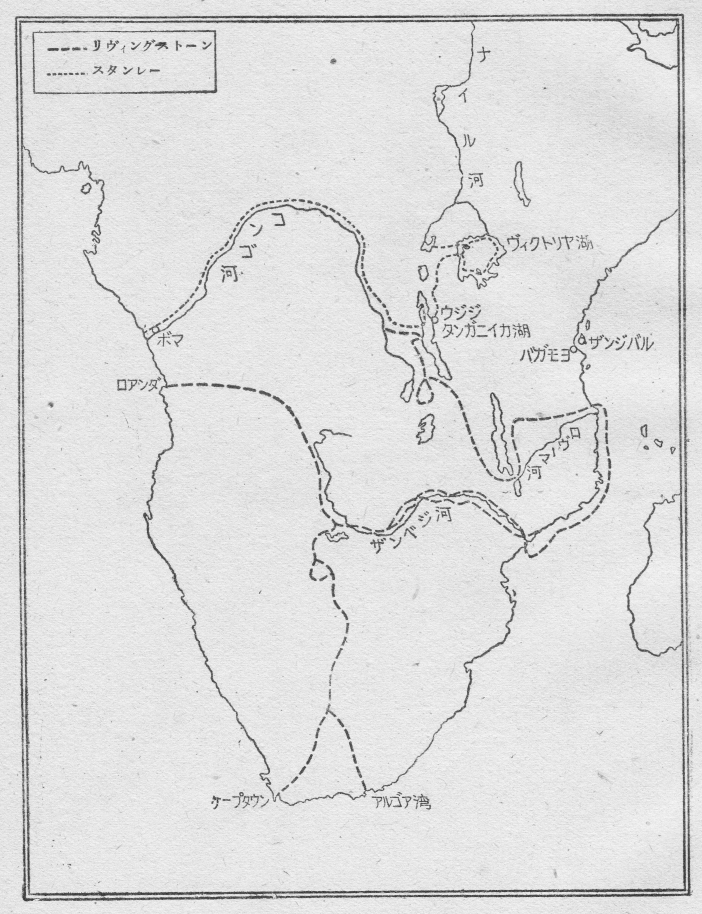 リヴィングストーン
スタンレー
ナイル河
コンゴ河
ヴィクトリヤ湖
ウジジ
タンガニイカ湖
ボマ
ザンジバル
バガモヨ
ロアンダ
ロヴーマ河
ザンベジ河
ケープタウン
アルゴア湾